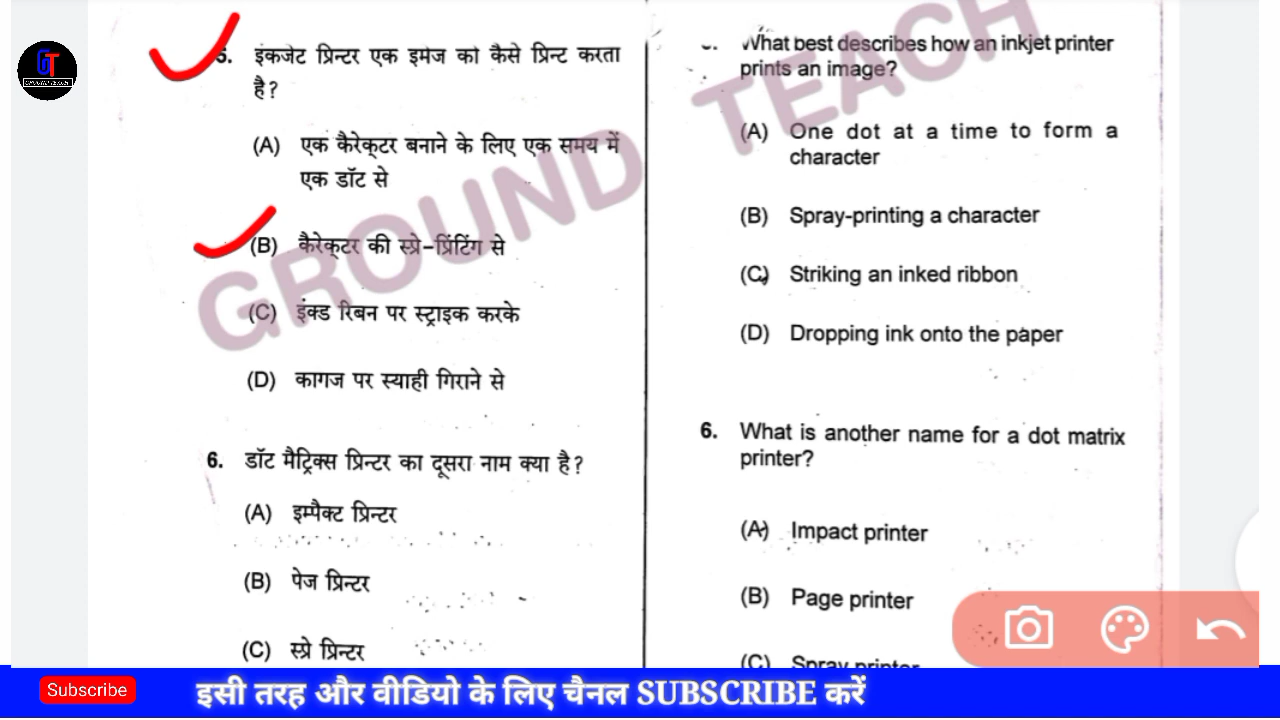 GT
5. इंकजेट प्रिन्टर एक इमेज को कैसे प्रिन्ट करता
है?
(A) एक कैरेक्टर बनाने के लिए एक समय में
एक डॉट से
(B) कैरेक्टर की स्प्रे-प्रिंटिंग से
(C) इंक्ड रिबन पर स्ट्राइक करके
(D) कागज पर स्याही गिराने से
6. डॉट मैट्रिक्स प्रिन्टर का दूसरा नाम क्या है?
(A) इम्पैक्ट प्रिन्टर
(B) पेज प्रिन्टर
(C) स्प्रे प्रिन्टर
What best describes how an inkjet printer
prints an image?
(A) One dot at a time to form a
character
(B) Spray-printing a character
(C) Striking an inked ribbon
(D) Dropping ink onto the paper
6. What is another name for a dot matrix
printer?
(A) Impact printer
(B) Page printer
(C) Spray printer
GROUND TEACH
Subscribe
इसी तरह और वीडियो के लिए चैनल SUBSCRIBE करें